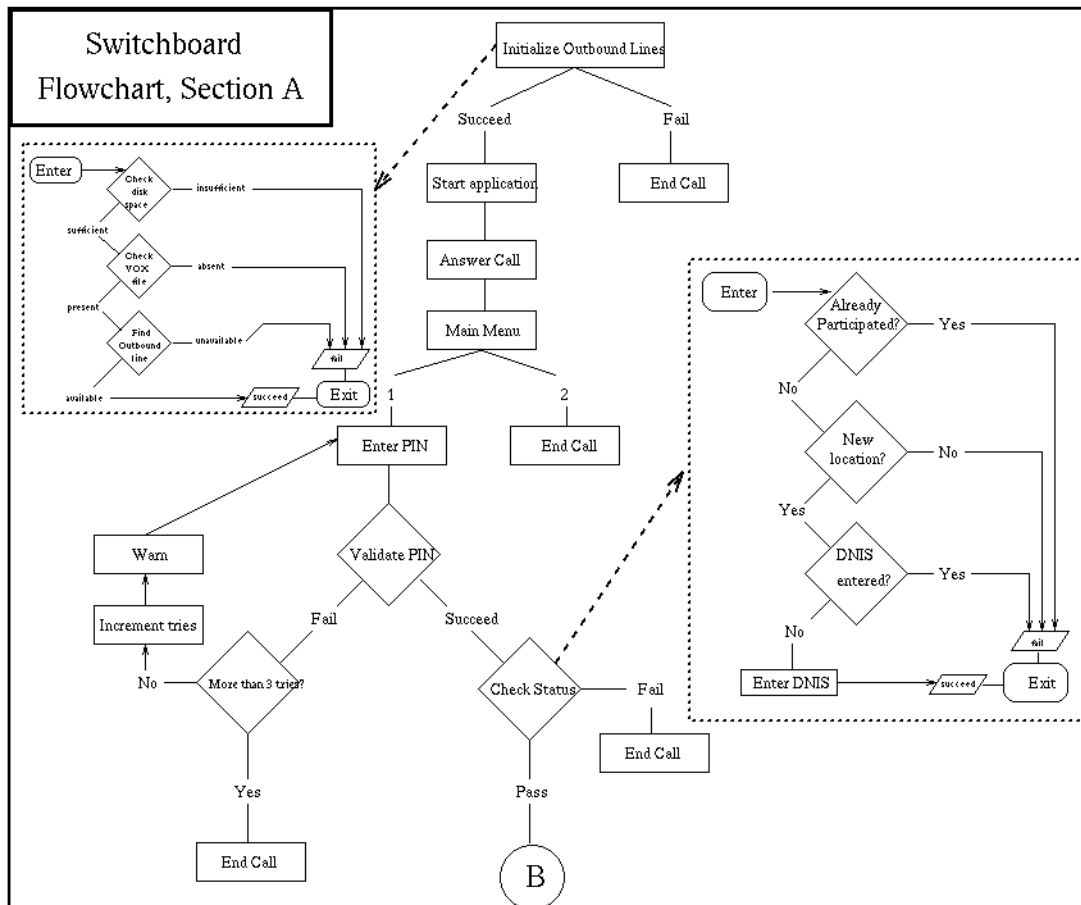 Switchboard
Flowchart, Section A
Initialize Outbound Lines
Succeed
Fail
Start application
End Call
Answer Call
Main Menu
1
2
Enter PIN
End Call
Validate PIN
Warn
Increment tries
Fail
Succeed
No
More than 3 tries?
Check Status
Fail
End Call
Yes
Pass
End Call
B
Enter
Check
disk
space
insufficient
sufficient
Check
VOX
file
absent
present
Find
Outbound
line
unavailable
fail
available
succeed
Exit
Enter
Already
Participated?
Yes
No
New
location?
No
Yes
DNIS
entered?
Yes
No
fail
Enter DNIS
succeed
Exit